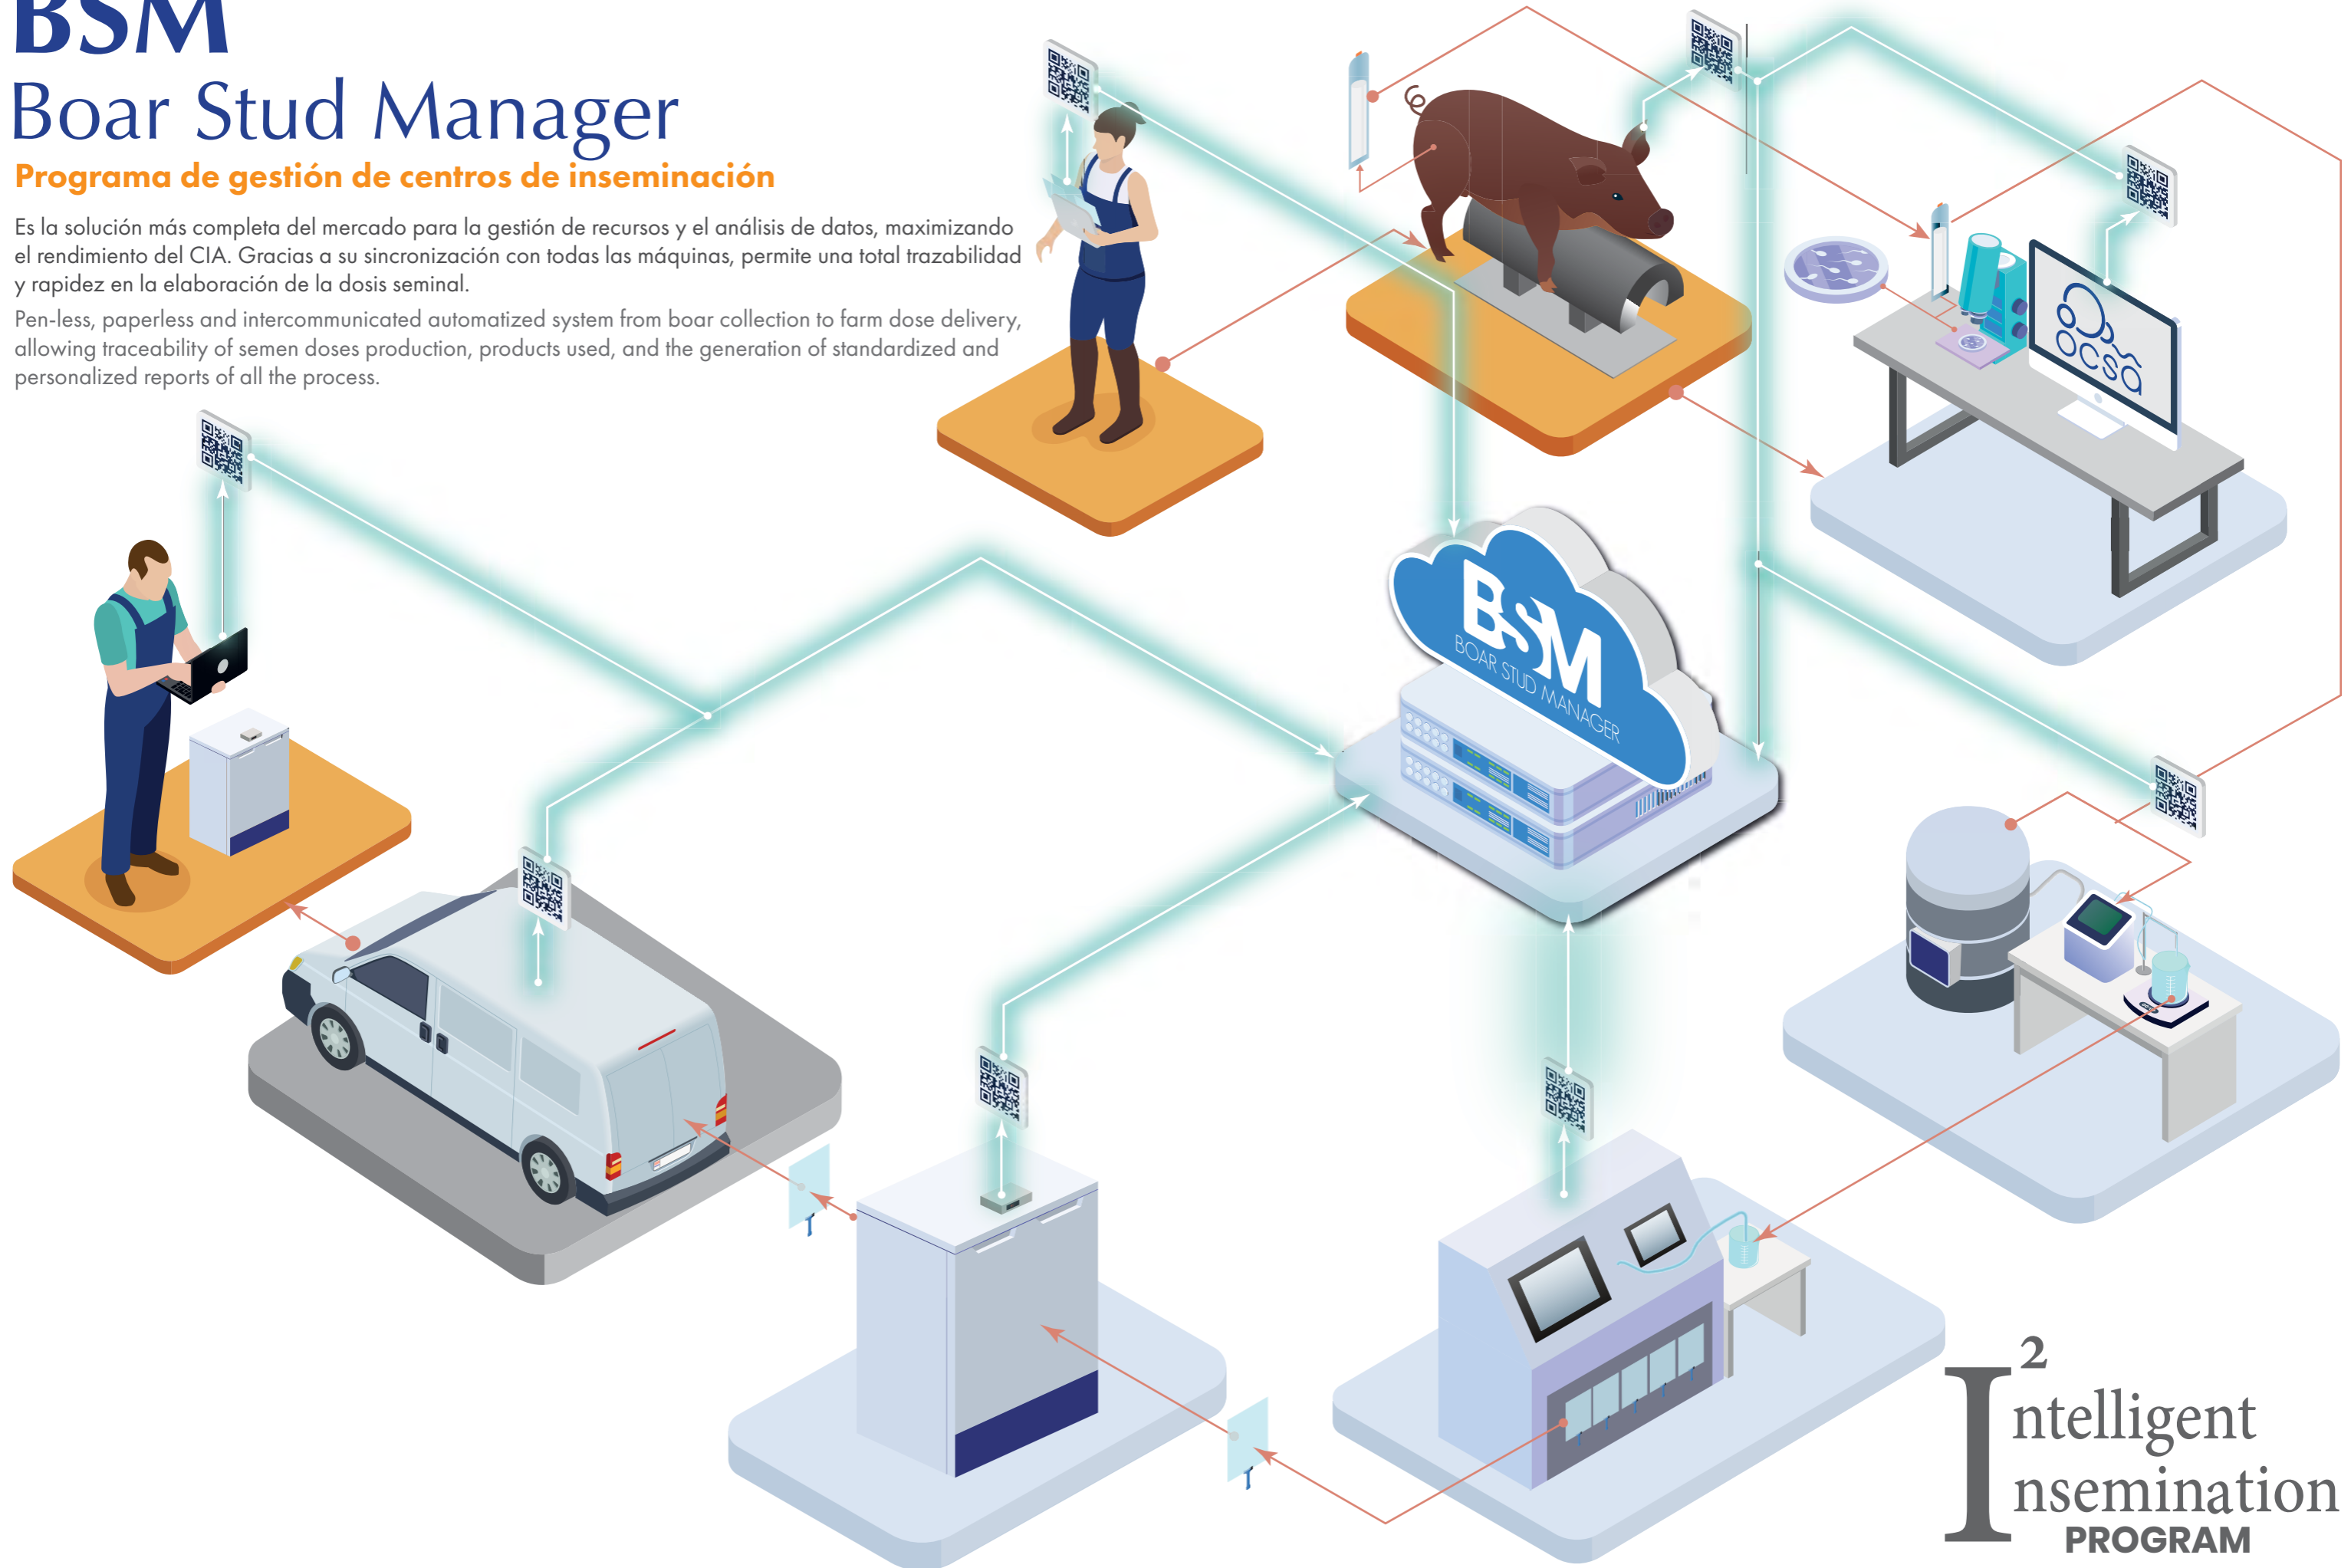 BSM
Boar Stud Manager
Programa de gestión de centros de inseminación
Es la solución más completa del mercado para la gestión de recursos y el análisis de datos, maximizando
el rendimiento del CIA. Gracias a su sincronización con todas las máquinas, permite una total trazabilidad
y rapidez en la elaboración de la dosis seminal.
Pen-less, paperless and intercommunicated automatized system from boar collection to farm dose delivery,
allowing traceability of semen doses production, products used, and the generation of standardized and
personalized reports of all the process.
ocsa
BSM
BOAR STUD MANAGER
I2
ntelligent
nsemination
PROGRAM